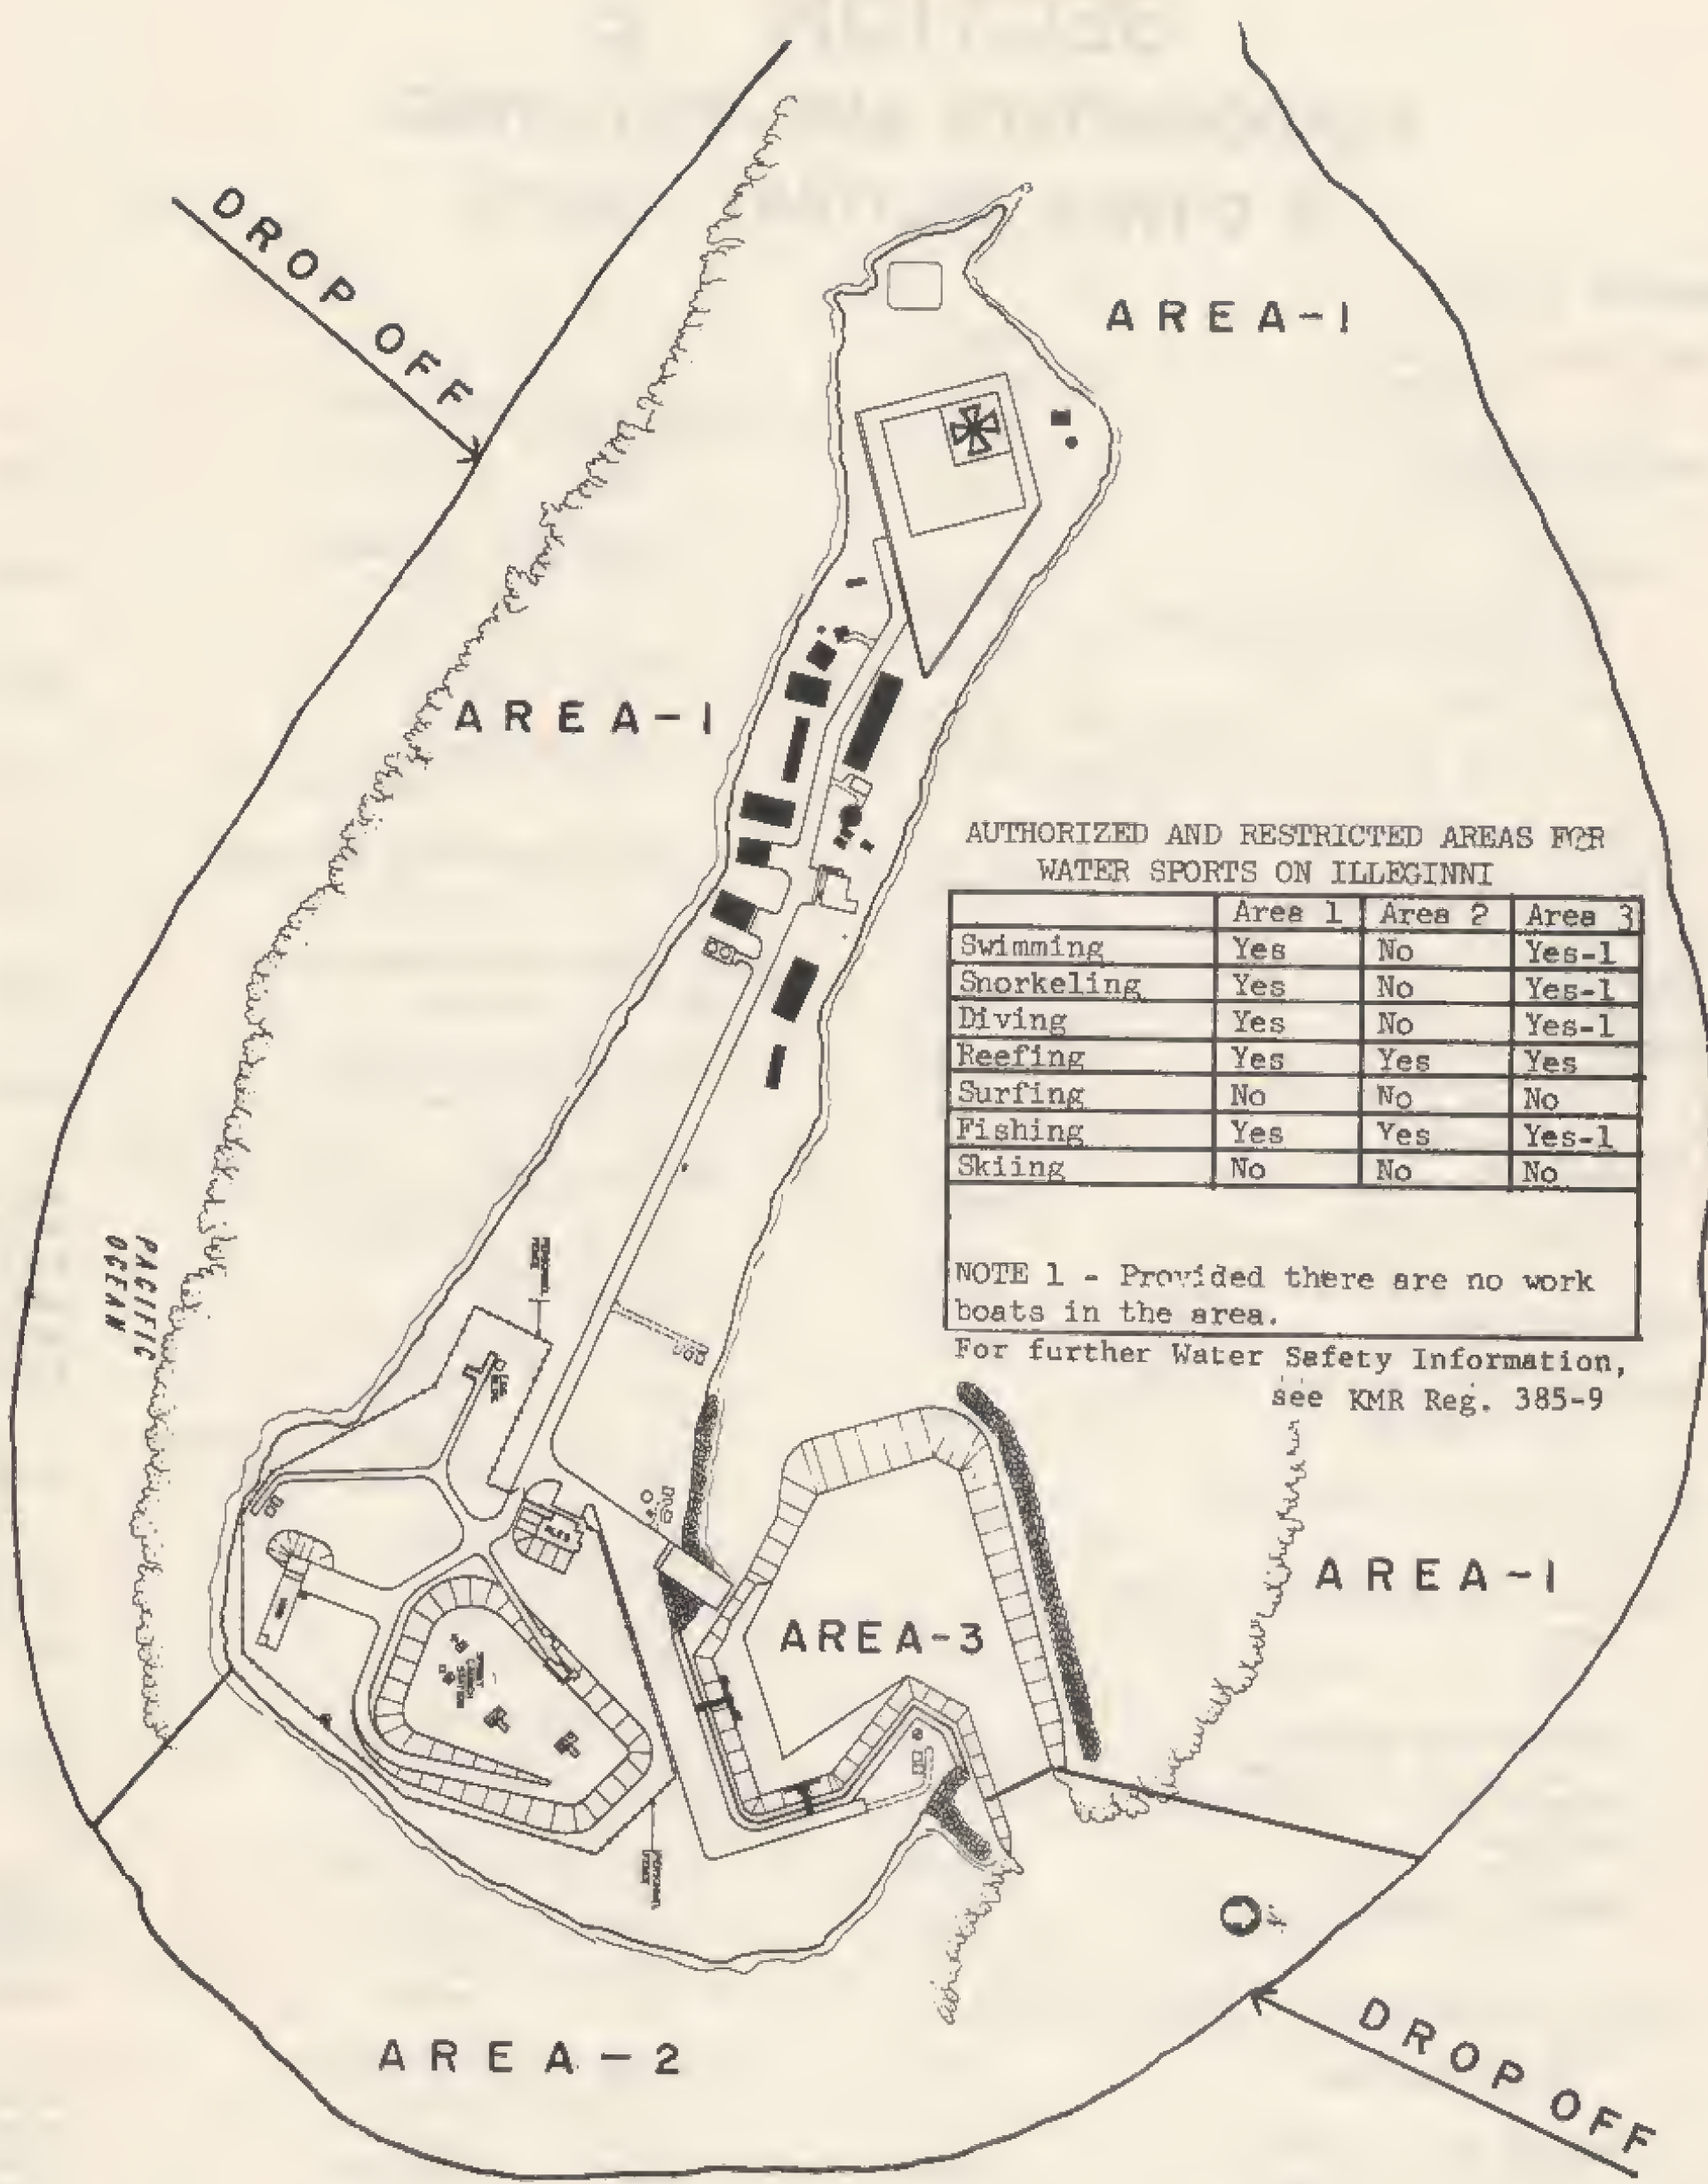 DROP OFF
AREA-1
AREA-1
AUTHORIZED AND RESTRICTED AREAS FOR
WATER SPORTS ON ILLEGINNI
Area 1 Area 2 Area 3
Swimming Yes No Yes-1
Snorkeling Yes No Yes-1
Diving Yes No Yes-1
Reefing Yes Yes Yes
Surfing No No No
Fishing Yes Yes Yes-1
Skiing No No No
NOTE 1 - Provided there are no work
boats in the area.
For further Water Safety Information,
see KMR Reg. 385-9
PACIFIC
OCEAN
AREA-1
AREA-3
AREA-2
DROP OFF